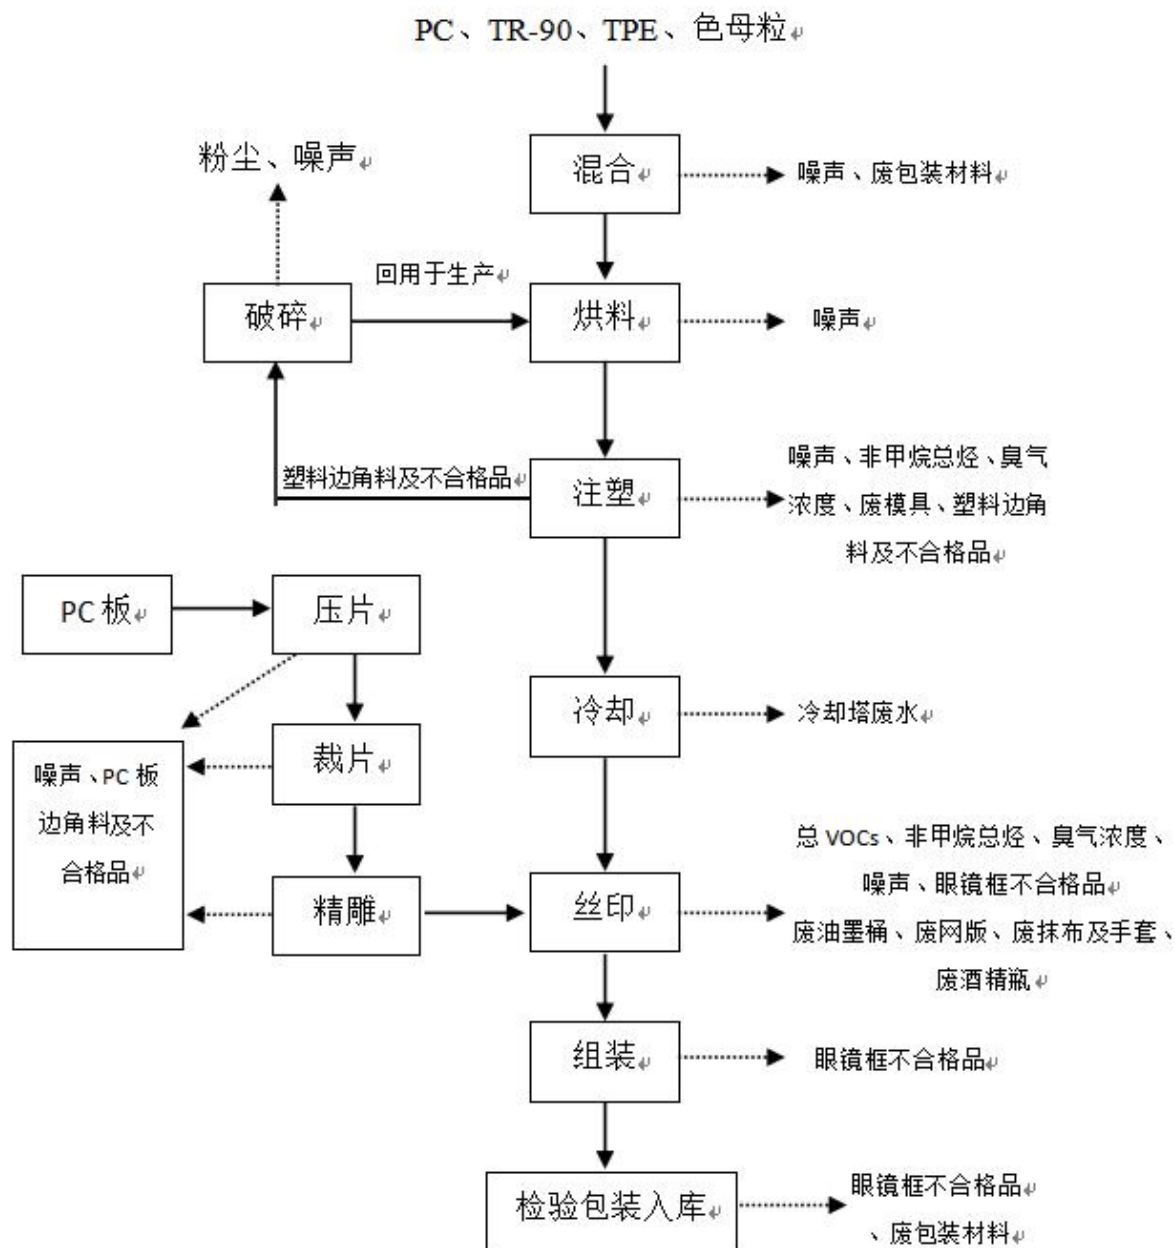 PC、TR-90、TPE、色母粒
粉尘、噪声
混合
噪声、废包装材料
回用于生产
破碎
烘料
噪声
塑料边角料及不合格品
注塑
噪声、非甲烷总烃、臭气
浓度、废模具、塑料边角
料及不合格品
PC 板
压片
冷却
冷却塔废水
裁片
噪声、PC 板
边角料及不
合格品
精雕
丝印
总 VOCs、非甲烷总烃、臭气浓度、
噪声、眼镜框不合格品
废油墨桶、废网版、废抹布及手套、
废酒精瓶
组装
眼镜框不合格品
检验包装入库
眼镜框不合格品
、废包装材料